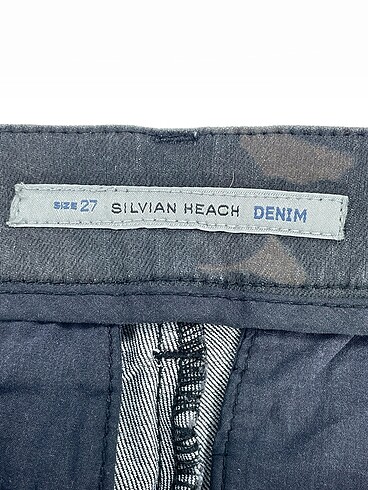 SIZE 27 SILVIAN HEACH DENIM